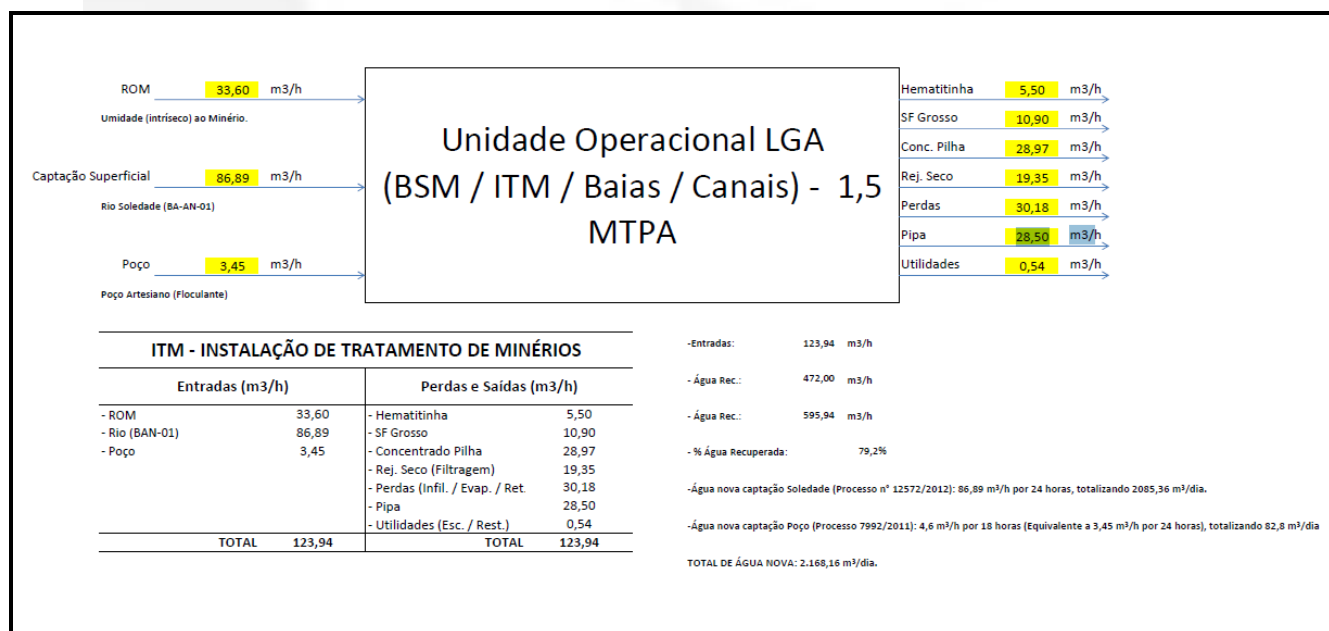 ROM 33,60 m3/h
Umidade (intríseco) ao Minério.
Captação Superficial 86,89 m3/h
Rio Soledade (BA-AN-01)
Poço 3,45 m3/h
Poço Artesiano (Floculante)
Unidade Operacional LGA
(BSM / ITM / Baias / Canais) - 1,5
MTPA
Hematitinha 5,50 m3/h
SF Grosso 10,90 m3/h
Conc. Pilha 28,97 m3/h
Rej. Seco 19,35 m3/h
Perdas 30,18 m3/h
Pipa 28,50 m3/h
Utilidades 0,54 m3/h
ITM - INSTALAÇÃO DE TRATAMENTO DE MINÉRIOS
Entradas (m3/h) Perdas e Saídas (m3/h)
- ROM 33,60 - Hematitinha 5,50
- Rio (BAN-01) 86,89 - SF Grosso 10,90
- Poço 3,45 - Concentrado Pilha 28,97
- Rej. Seco (Filtragem) 19,35
- Perdas (Infil. / Evap. / Ret. 30,18
- Pipa 28,50
- Utilidades (Esc. / Rest.) 0,54
TOTAL 123,94 TOTAL 123,94
-Entradas: 123,94 m3/h
- Água Rec.: 472,00 m3/h
- Água Rec.: 595,94 m3/h
- % Água Recuperada: 79,2%
-Água nova captação Soledade (Processo n° 12572/2012): 86,89 m³/h por 24 horas, totalizando 2085,36 m³/dia.
-Água nova captação Poço (Processo 7992/2011): 4,6 m³/h por 18 horas (Equivalente a 3,45 m³/h por 24 horas), totalizando 82,8 m³/dia
TOTAL DE ÁGUA NOVA: 2.168,16 m³/dia.